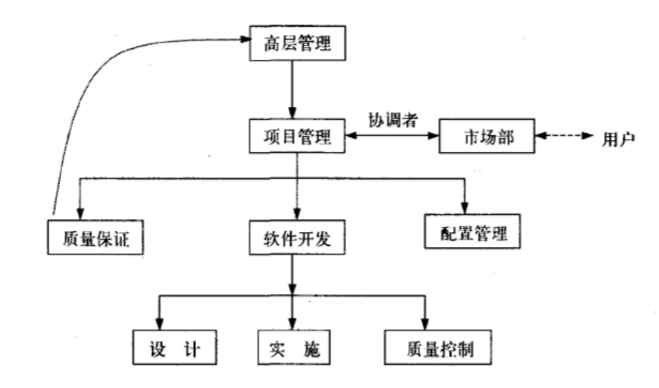 高层管理
协调者
项目管理
市场部
用户
质量保证
软件开发
配置管理
设 计
实 施
质量控制